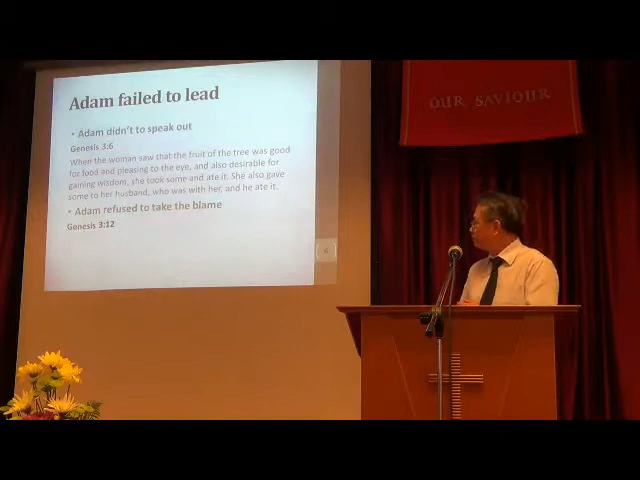 Adam failed to lead
• Adam didn't to speak out
Genesis 3:6
When the woman saw that the fruit of the tree was good
for food and pleasing to the eye, and also desirable for
gaining wisdom, she took some and ate it. She also gave
some to her husband, who was with her, and he ate it.
• Adam refused to take the blame
Genesis 3:12
OUR SAVIOUR